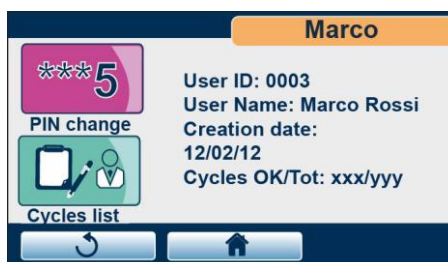 Marco
***5
PIN change
Cycles list
User ID: 0003
User Name: Marco Rossi
Creation date:
12/02/12
Cycles OK/Tot: xxx/yyy